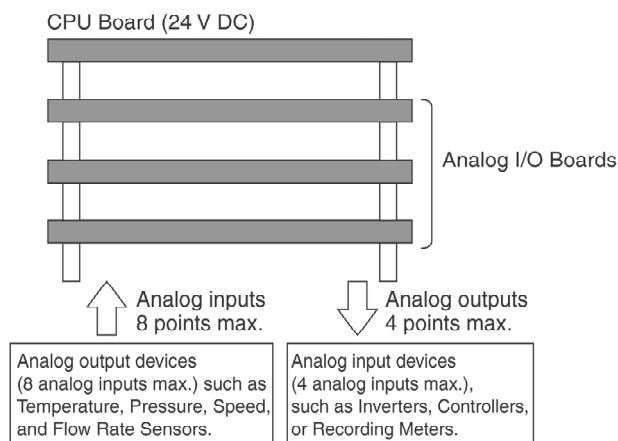 CPU Board (24 V DC)
Analog I/O Boards
Analog inputs
8 points max.
Analog outputs
4 points max.
Analog output devices
(8 analog inputs max.) such as
Temperature, Pressure, Speed,
and Flow Rate Sensors.
Analog input devices
(4 analog inputs max.),
such as Inverters, Controllers,
or Recording Meters.